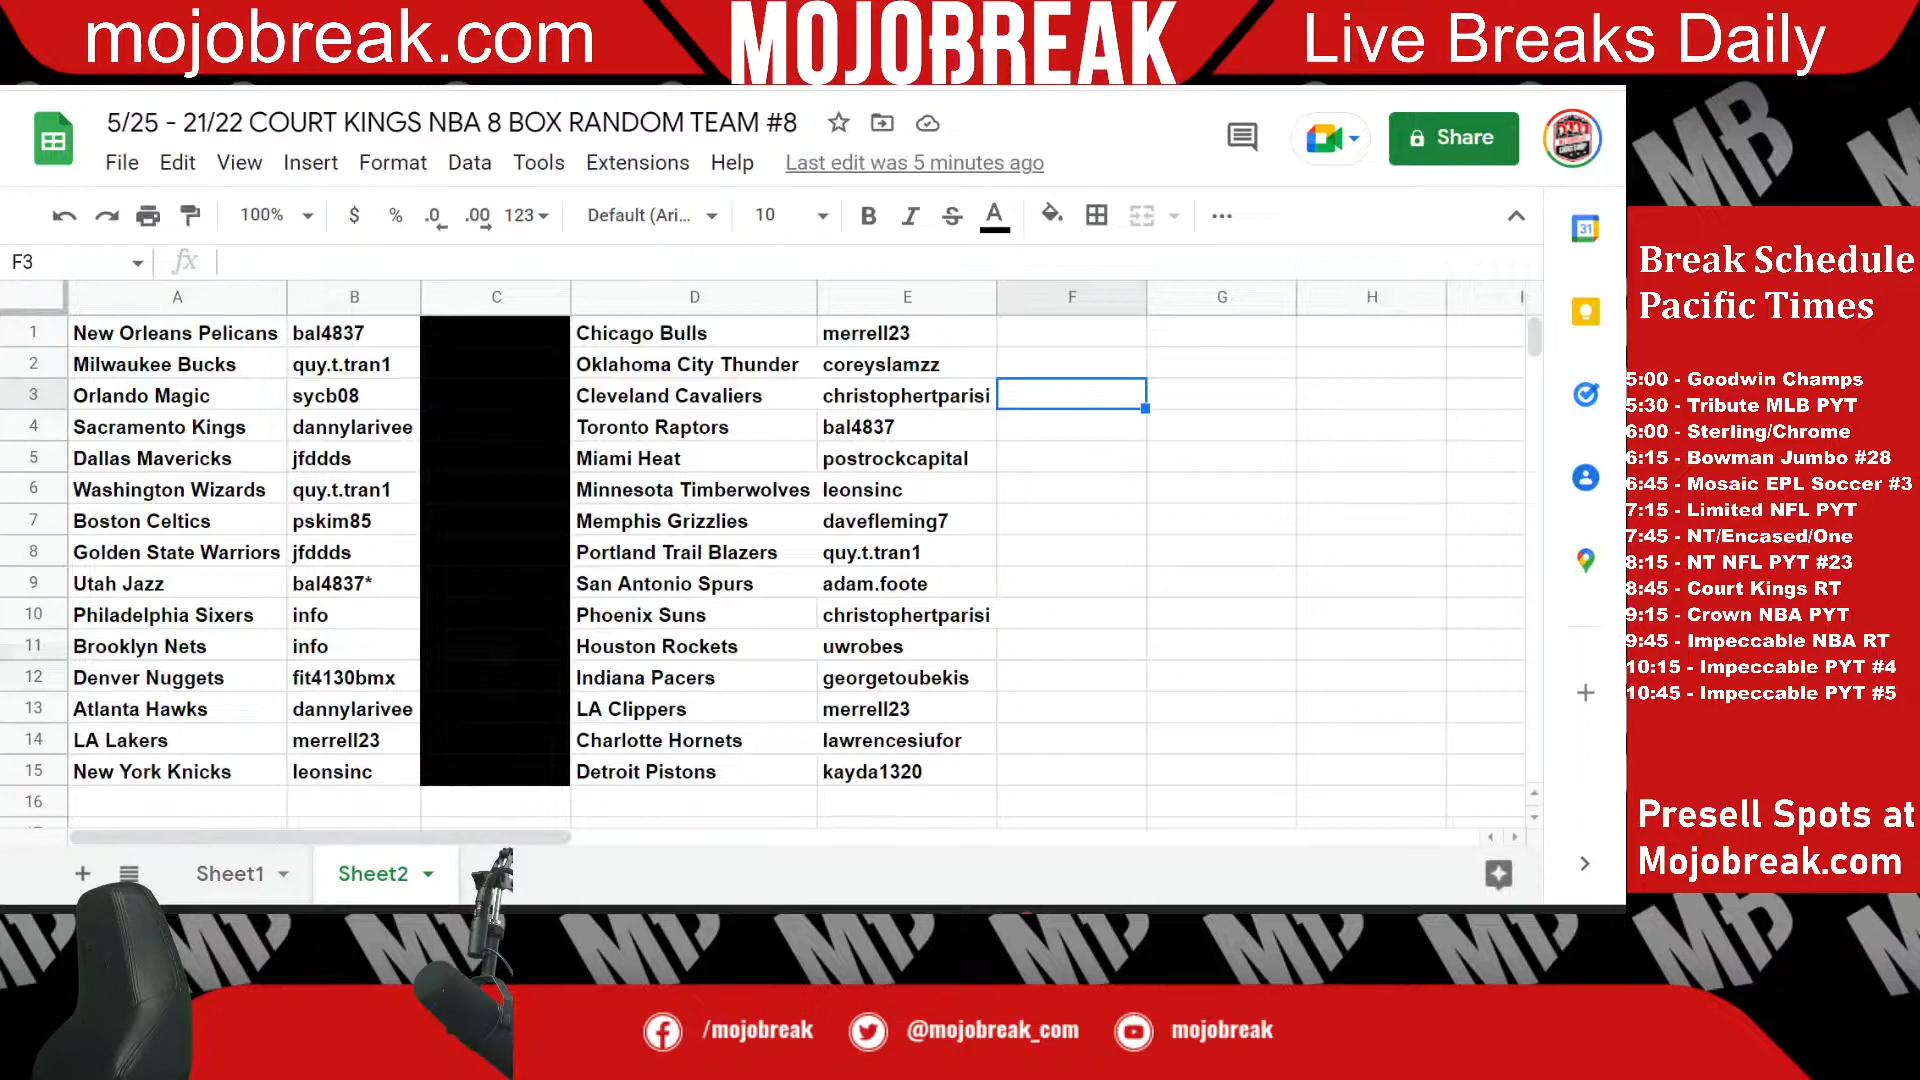 mojobreak.com
MOJOBREAK
Live Breaks Daily
5/25 - 21/22 COURT KINGS NBA 8 BOX RANDOM TEAM #8
File Edit View Insert Format Data Tools Extensions Help Last edit was 5 minutes ago
Share
100% $ % .0 .00 123 Default (Ari... 10 B I S A
31
F3 fx
A B C D E F G H I
1 New Orleans Pelicans bal4837 Chicago Bulls merrell23
2 Milwaukee Bucks quy.t.tran1 Oklahoma City Thunder coreyslamzz
3 Orlando Magic sycb08 Cleveland Cavaliers christophertparisi
4 Sacramento Kings dannylarivee Toronto Raptors bal4837
5 Dallas Mavericks jfddds Miami Heat postrockcapital
6 Washington Wizards quy.t.tran1 Minnesota Timberwolves leonsinc
7 Boston Celtics pskim85 Memphis Grizzlies davefleming7
8 Golden State Warriors jfddds Portland Trail Blazers quy.t.tran1
9 Utah Jazz bal4837* San Antonio Spurs adam.foote
10 Philadelphia Sixers info Phoenix Suns christophertparisi
11 Brooklyn Nets info Houston Rockets uwrobes
12 Denver Nuggets fit4130bmx Indiana Pacers georgetoubekis
13 Atlanta Hawks dannylarivee LA Clippers merrell23
14 LA Lakers merrell23 Charlotte Hornets lawrencesiufor
15 New York Knicks leonsinc Detroit Pistons kayda1320
16
Sheet1 Sheet2
Break Schedule
Pacific Times
5:00 - Goodwin Champs
5:30 - Tribute MLB PYT
6:00 - Sterling/Chrome
6:15 - Bowman Jumbo #28
6:45 - Mosaic EPL Soccer #3
7:15 - Limited NFL PYT
7:45 - NT/Encased/One
8:15 - NT NFL PYT #23
8:45 - Court Kings RT
9:15 - Crown NBA PYT
9:45 - Impeccable NBA RT
10:15 - Impeccable PYT #4
10:45 - Impeccable PYT #5
Presell Spots at
Mojobreak.com
/mojobreak @mojobreak_com mojobreak